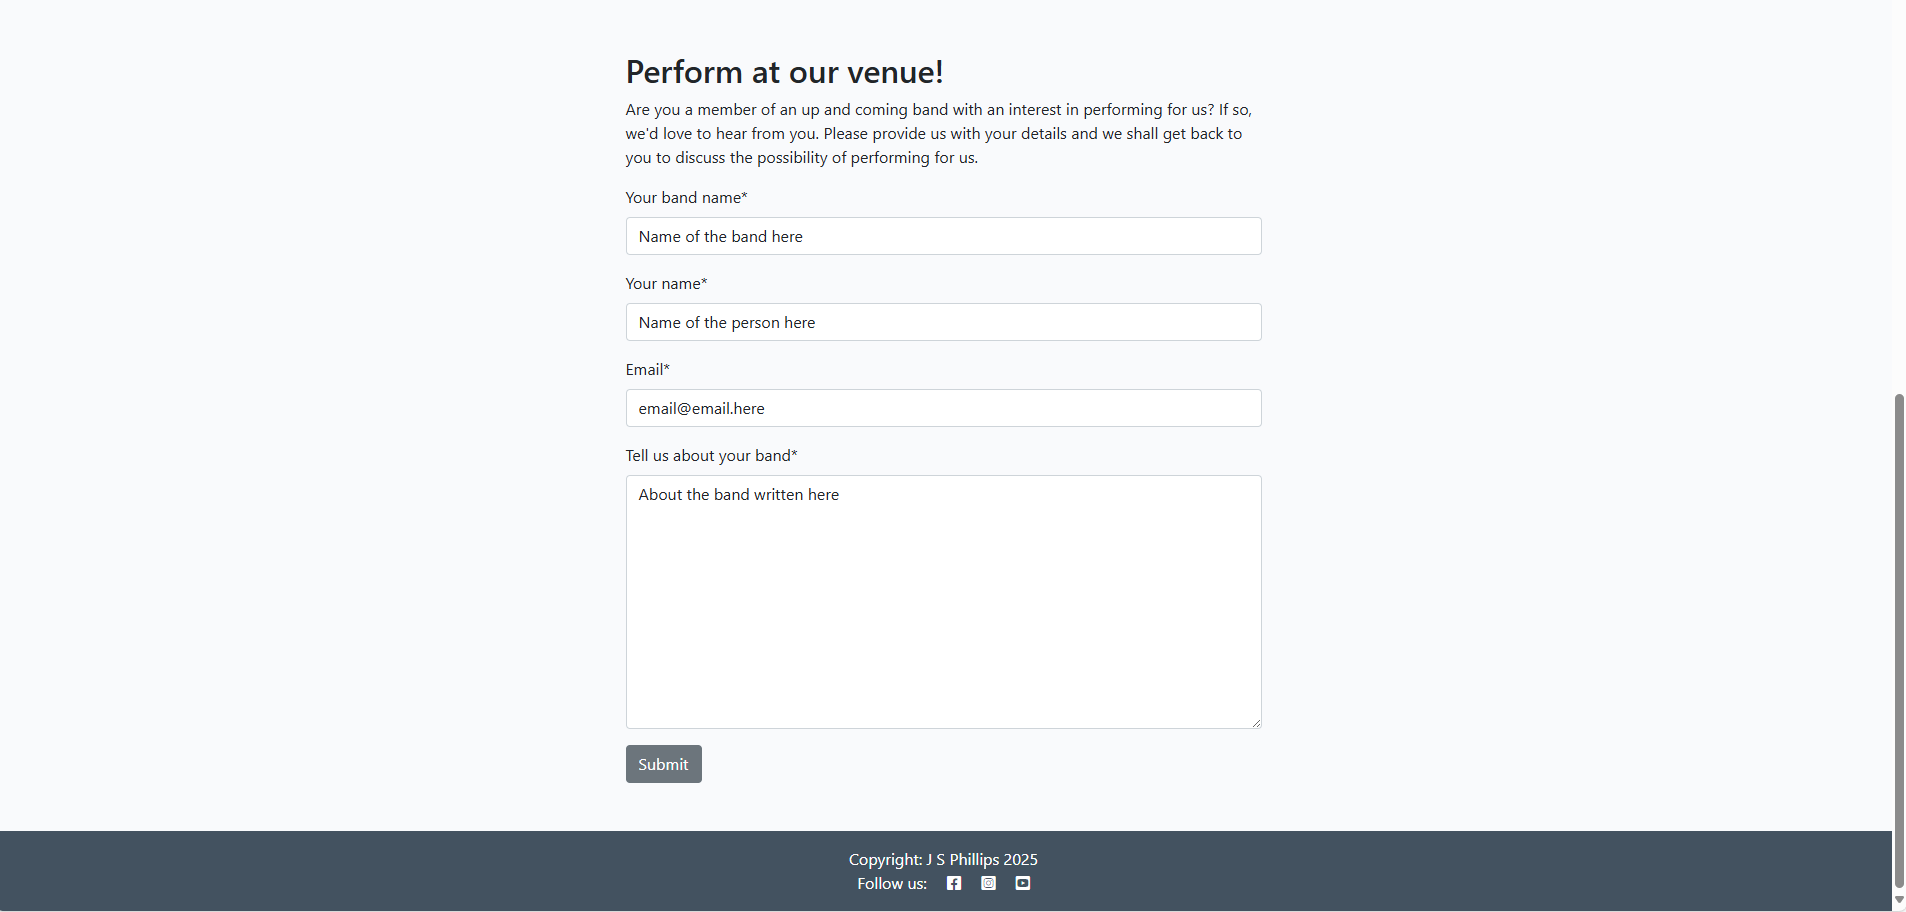 Perform at our venue!
Are you a member of an up and coming band with an interest in performing for us? If so,
we'd love to hear from you. Please provide us with your details and we shall get back to
you to discuss the possibility of performing for us.
Your band name*
Name of the band here
Your name*
Name of the person here
Email*
email@email.here
Tell us about your band*
About the band written here
Submit
Copyright: J S Phillips 2025
Follow us: